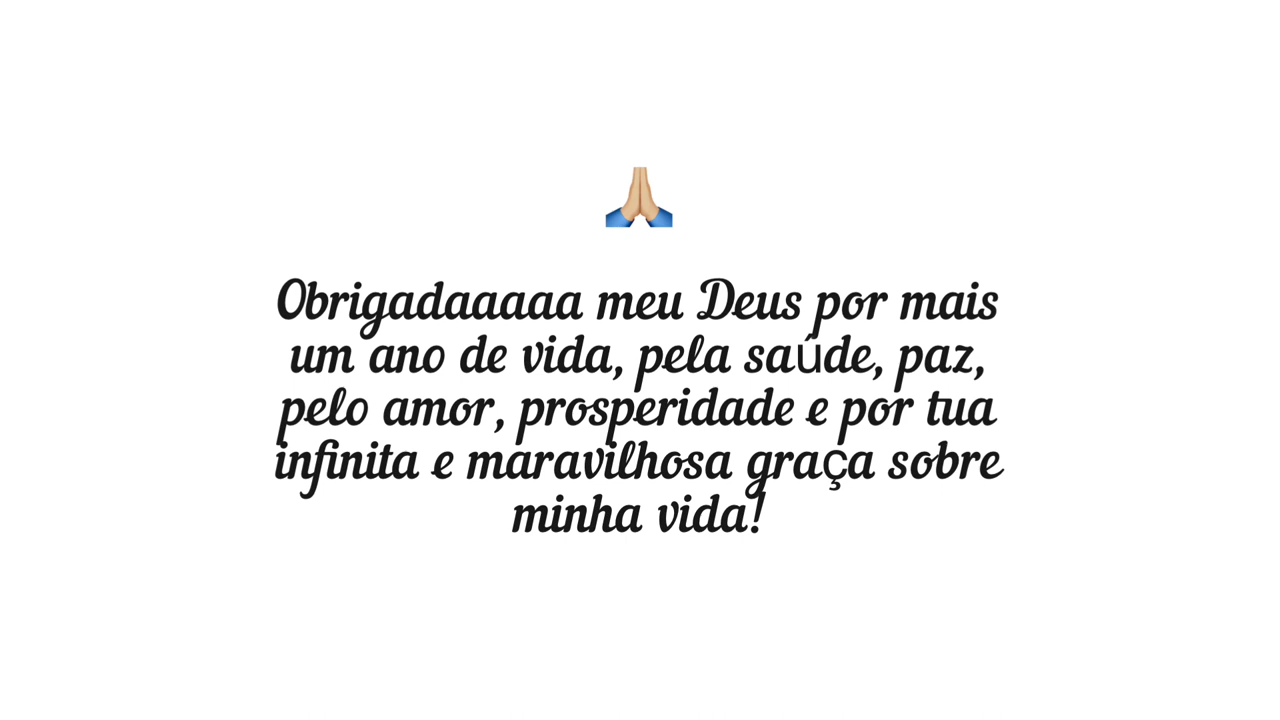 🙏🏼
Obrigadaaaaa meu Deus por mais
um ano de vida, pela saúde, paz,
pelo amor, prosperidade e por tua
infinita e maravilhosa graça sobre
minha vida!